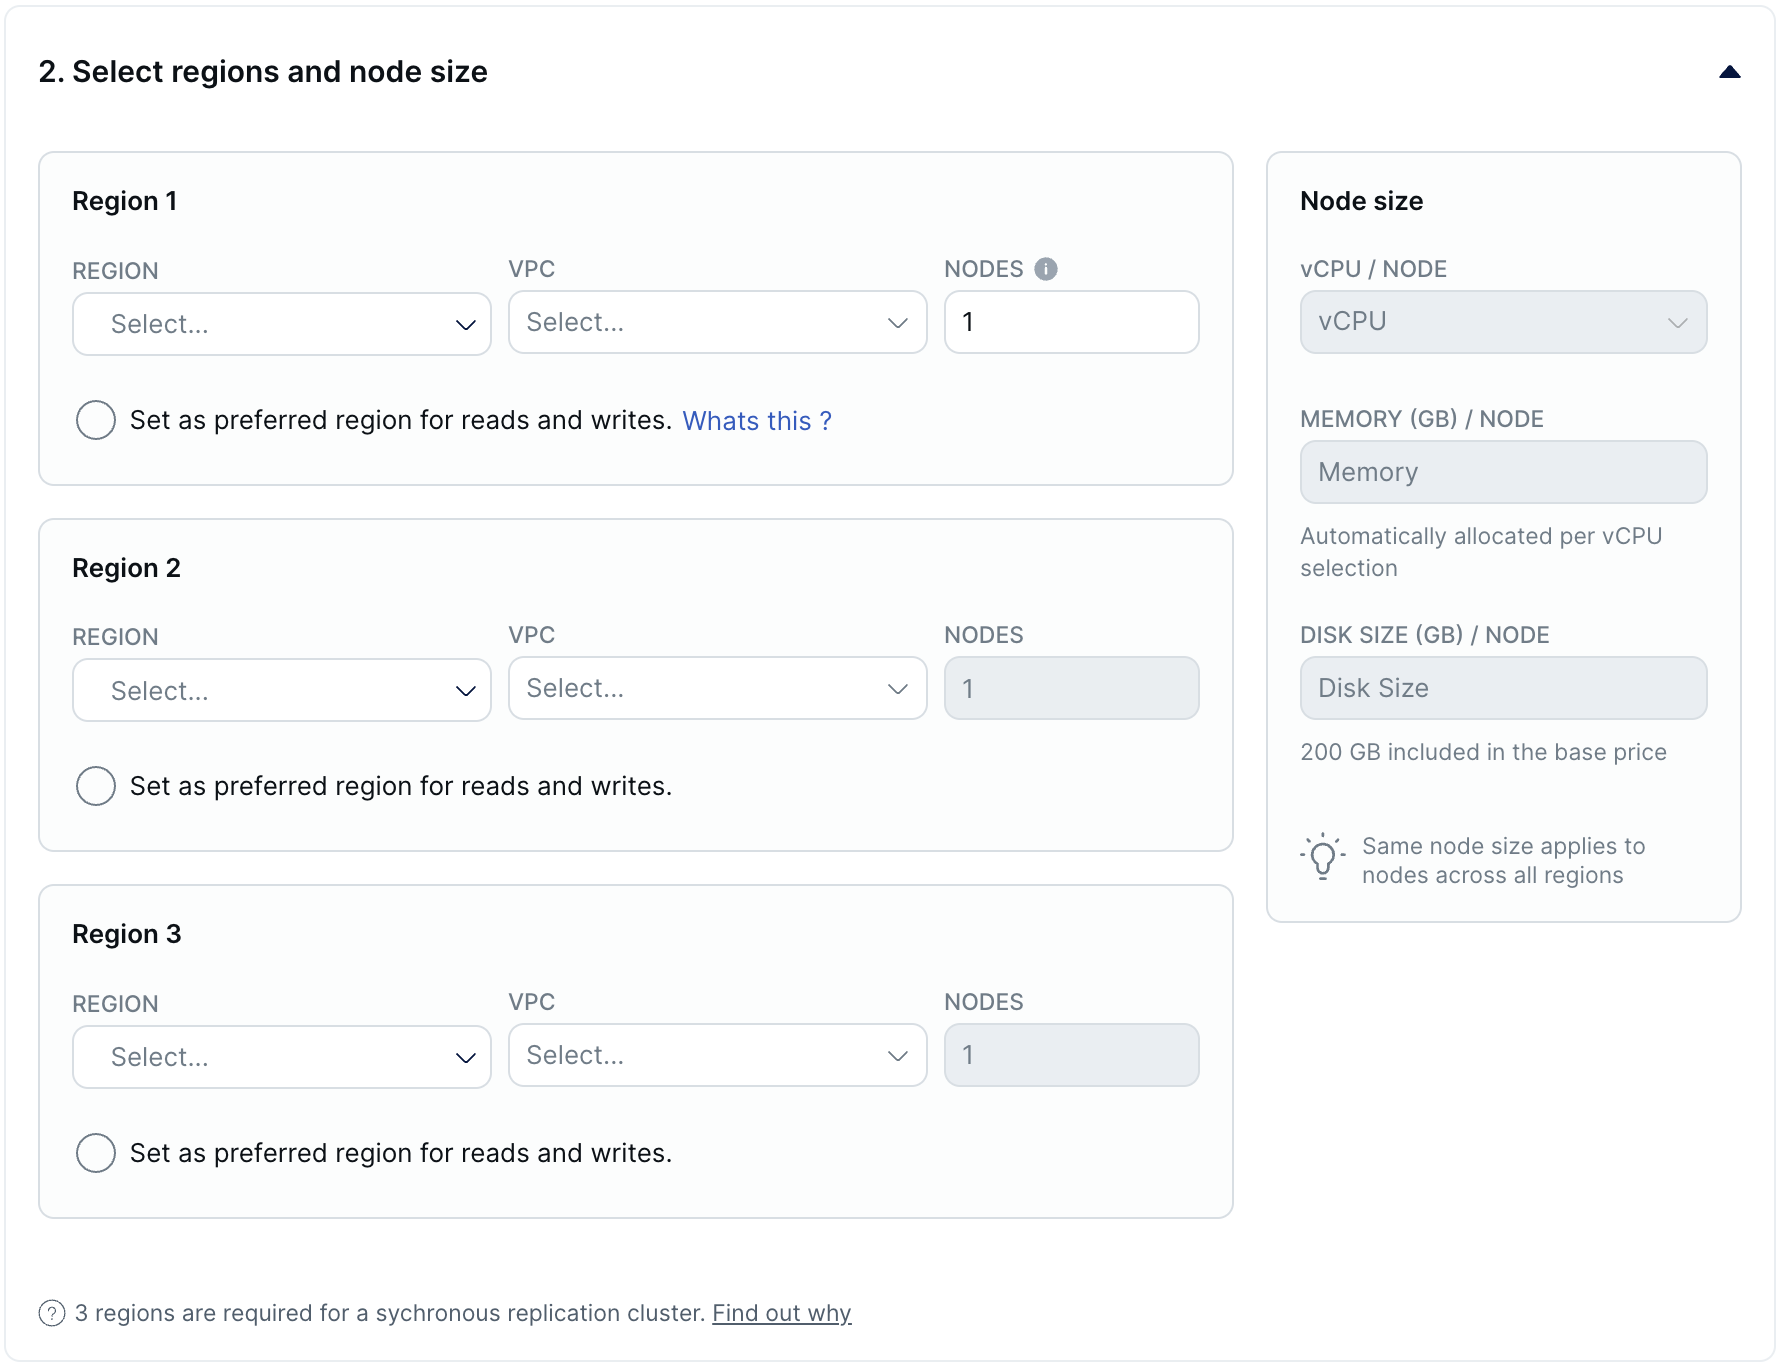 2. Select regions and node size
Region 1
REGION
VPC
NODES
Select...
Select...
1
Set as preferred region for reads and writes. Whats this ?
Region 2
REGION
VPC
NODES
Select...
Select...
1
Set as preferred region for reads and writes.
Region 3
REGION
VPC
NODES
Select...
Select...
1
Set as preferred region for reads and writes.
Node size
vCPU / NODE
vCPU
MEMORY (GB) / NODE
Memory
Automatically allocated per vCPU
selection
DISK SIZE (GB) / NODE
Disk Size
200 GB included in the base price
Same node size applies to
nodes across all regions
3 regions are required for a sychronous replication cluster. Find out why